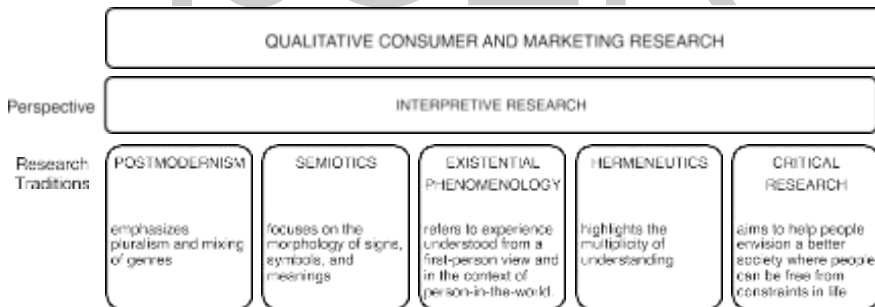 QUALITATIVE CONSUMER AND MARKETING RESEARCH
Perspective
INTERPRETIVE RESEARCH
Research
Traditions
POSTMODERNISM
emphasizes
pluralism and mixing
of genres
SEMIOTICS
focuses on the
morphology of signs,
symbols, and
meanings
EXISTENTIAL
PHENOMENOLOGY
refers to experience
understood from a
first-person view and
in the context of
person-in-the-world.
HERMENEUTICS
highlights the
multiplicity of
understanding
CRITICAL
RESEARCH
aims to help people
envision a better
society where people
can be free from
constraints in life